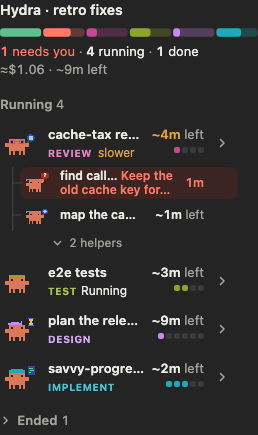 Hydra · retro fixes
1 needs you · 4 running · 1 done
≈$1.06 · ~9m left
Running 4
cache-tax re... ~4m left
REVIEW slower
find call... Keep the
old cache key for... 1m
map the ca... ~1m left
2 helpers
e2e tests ~3m left
TEST Running
plan the rele... ~9m left
DESIGN
savvy-progre... ~2m left
IMPLEMENT
Ended 1